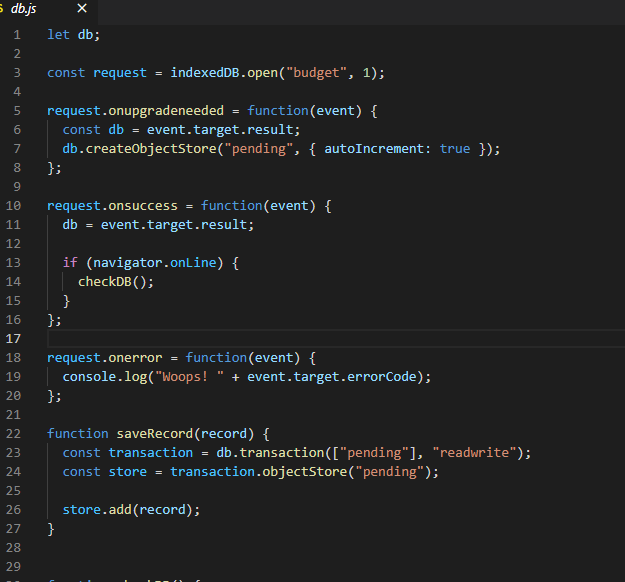 db.js
1 let db;
2
3 const request = indexedDB.open("budget", 1);
4
5 request.onupgradeneeded = function(event) {
6   const db = event.target.result;
7   db.createObjectStore("pending", { autoIncrement: true });
8 };
9
10 request.onsuccess = function(event) {
11   db = event.target.result;
12
13   if (navigator.onLine) {
14     checkDB();
15   }
16 };
17
18 request.onerror = function(event) {
19   console.log("Woops! " + event.target.errorCode);
20 };
21
22 function saveRecord(record) {
23   const transaction = db.transaction(["pending"], "readwrite");
24   const store = transaction.objectStore("pending");
25
26   store.add(record);
27 }
28
29